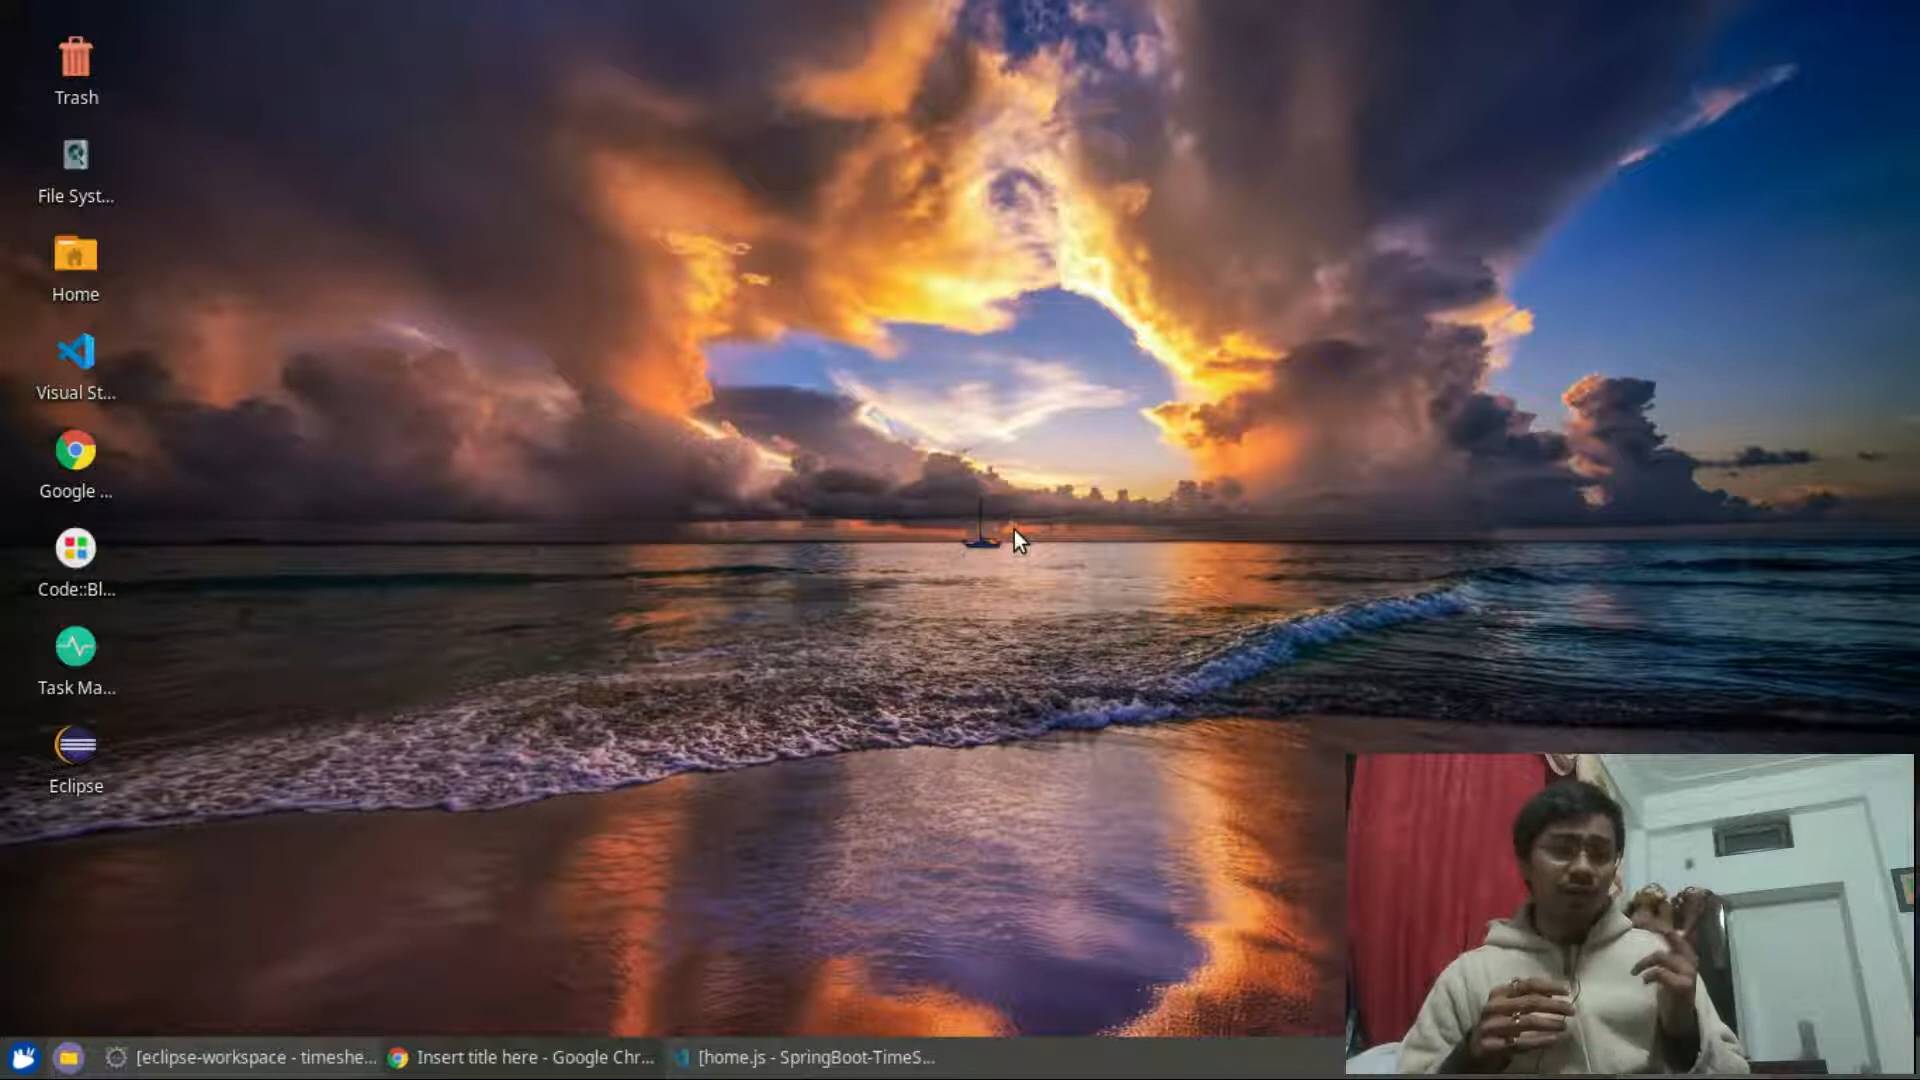 Trash
File Syst...
Home
Visual St...
Google ...
Code::Bl...
Task Ma...
Eclipse
[eclipse-workspace - timeshe...
Insert title here - Google Chr...
[home.js - SpringBoot-TimeS...